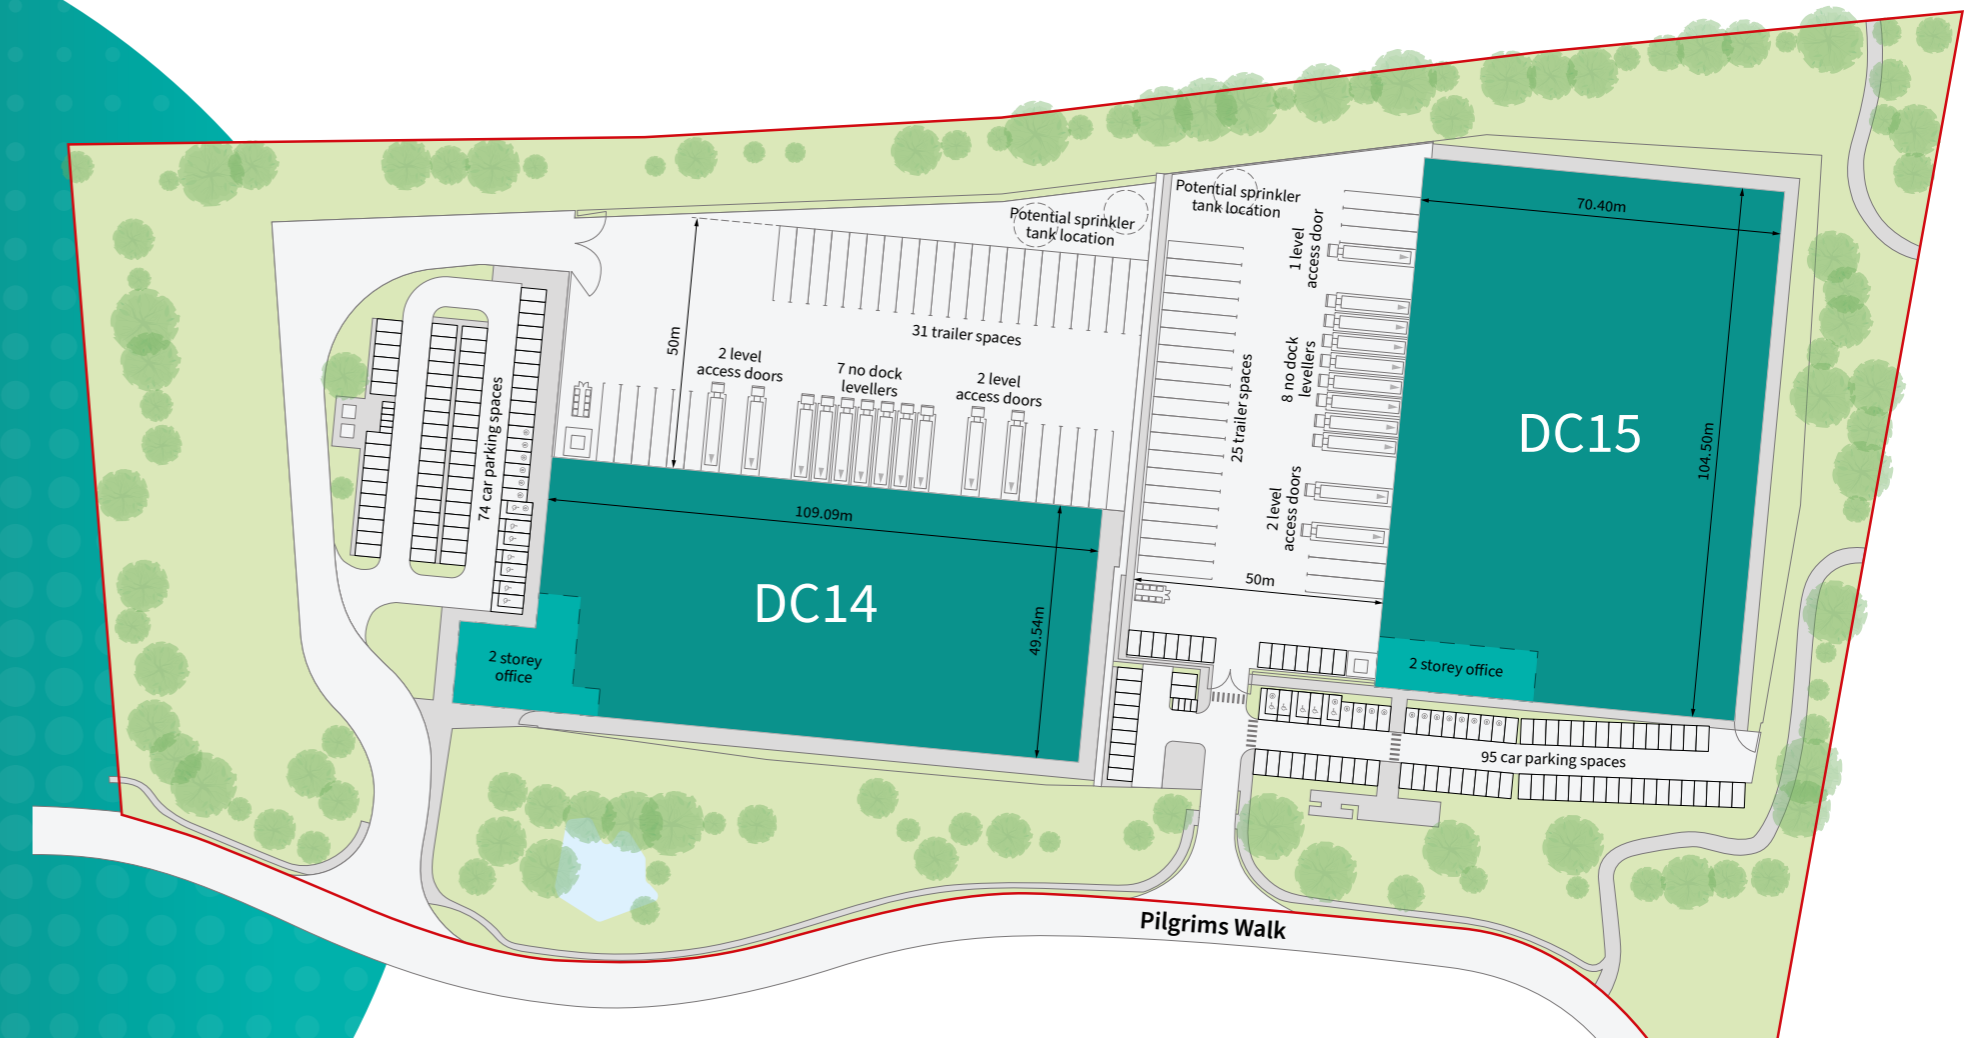 Potential sprinkler
tank location
Potential sprinkler
tank location
70.40m
1 level
access door
50m
31 trailer spaces
2 level
access doors
7 no dock
levellers
2 level
access doors
8 no dock
levellers
25 trailer spaces
74 car parking spaces
DC15
104.50m
2 level
access doors
109.09m
DC14
49.54m
50m
2 storey
office
2 storey office
95 car parking spaces
Pilgrims Walk